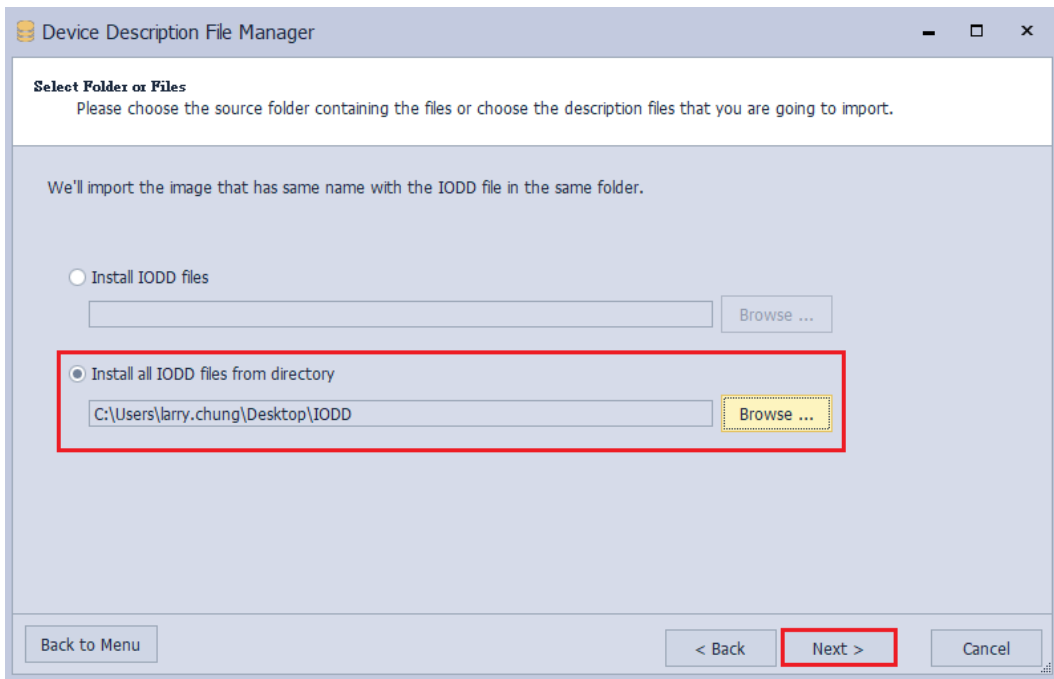 Device Description File Manager
Select Folder or Files
Please choose the source folder containing the files or choose the description files that you are going to import.
We'll import the image that has same name with the IODD file in the same folder.
Install IODD files
Browse ...
Install all IODD files from directory
C:\Users\larry.chung\Desktop\IODD
Browse ...
Back to Menu
< Back
Next >
Cancel